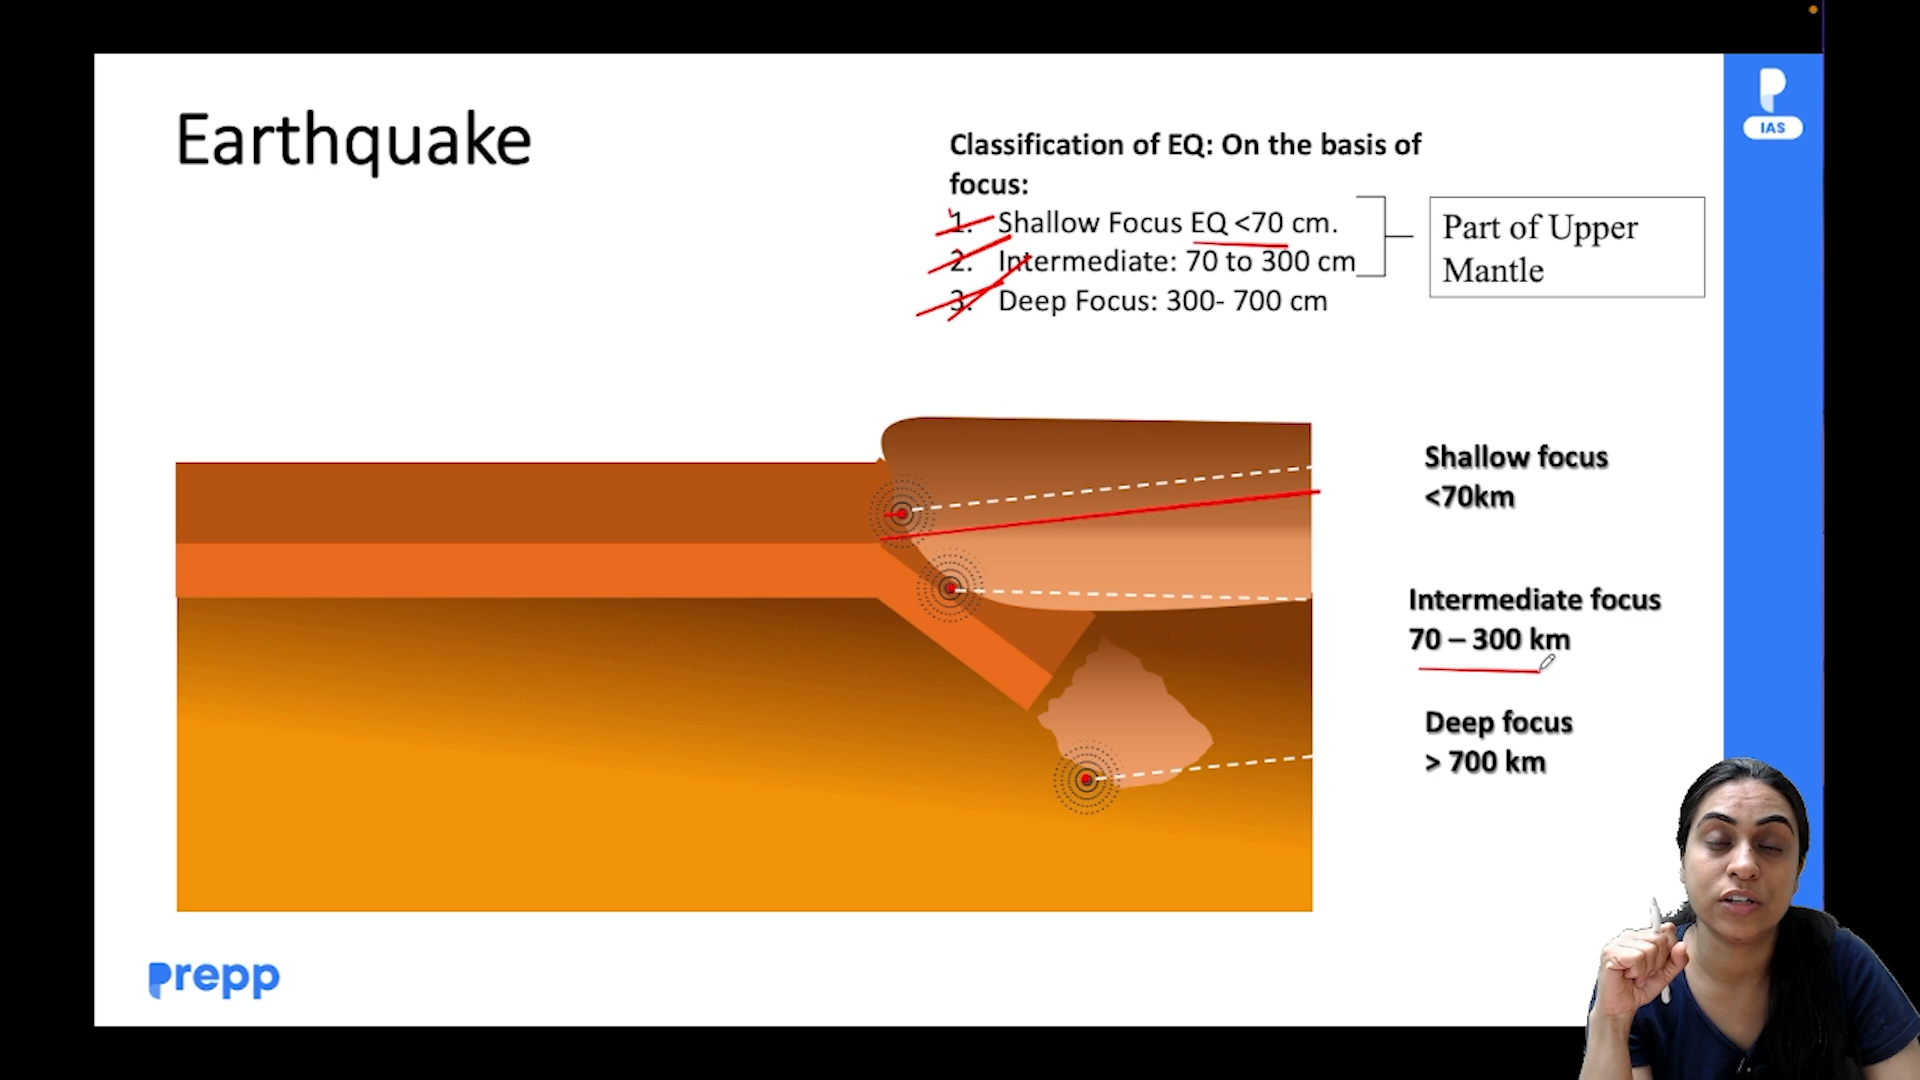 Earthquake
Classification of EQ: On the basis of
focus:
1. Shallow Focus EQ <70 cm.
2. Intermediate: 70 to 300 cm
3. Deep Focus: 300- 700 cm
Part of Upper
Mantle
IAS
Shallow focus
<70km
Intermediate focus
70 – 300 km
Deep focus
> 700 km
prepp